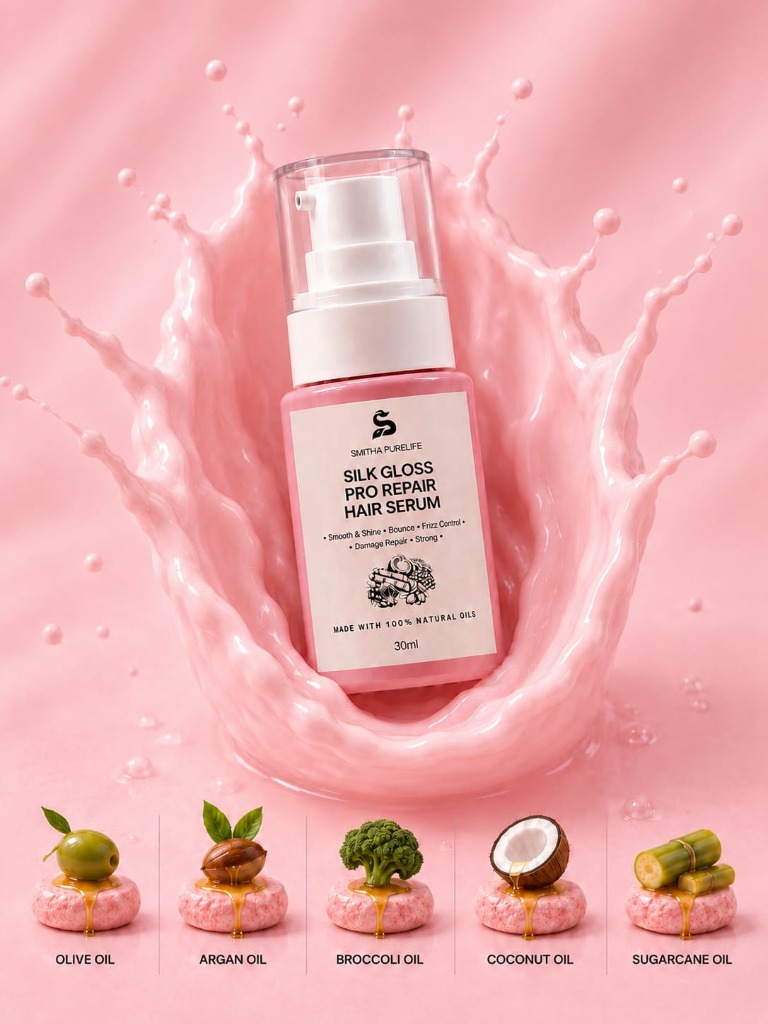 SMITHA PURELIFE
SILK GLOSS
PRO REPAIR
HAIR SERUM
• Smooth & Shine • Bounce • Frizz Control •
• Damage Repair • Strong •
MADE WITH 100% NATURAL OILS
30ml
OLIVE OIL
ARGAN OIL
BROCCOLI OIL
COCONUT OIL
SUGARCANE OIL